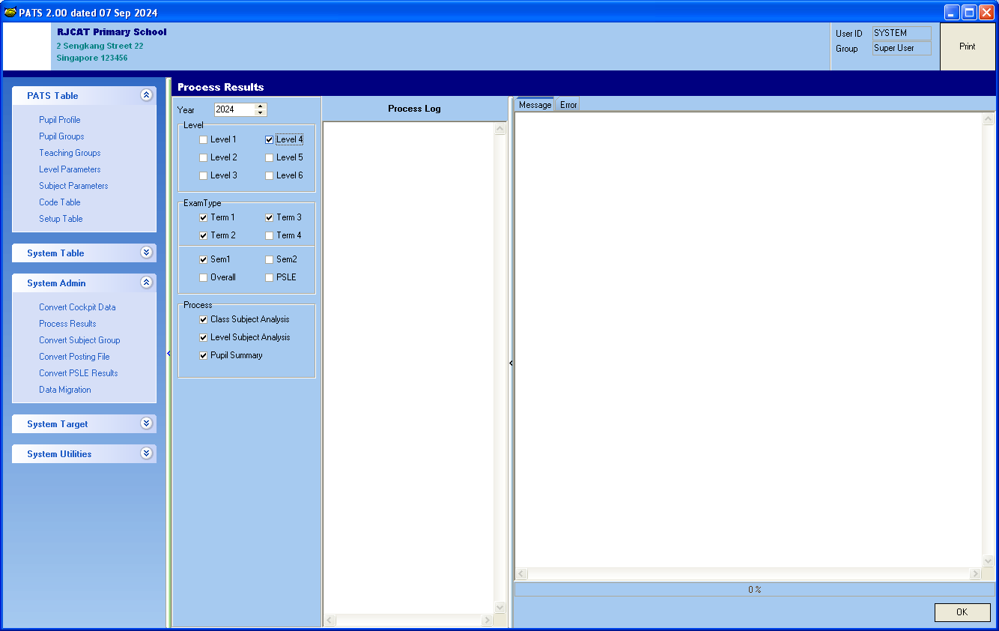 PATS 2.00 dated 07 Sep 2024
RJCAT Primary School
2 Sengkang Street 22
Singapore 123456
User ID SYSTEM
Group Super User
Print
PATS Table
Pupil Profile
Pupil Groups
Teaching Groups
Level Parameters
Subject Parameters
Code Table
Setup Table
System Table
System Admin
Convert Cockpit Data
Process Results
Convert Subject Group
Convert Posting File
Convert PSLE Results
Data Migration
System Target
System Utilities
Process Results
Year 2024
Level
Level 1 Level 4
Level 2 Level 5
Level 3 Level 6
ExamType
Term 1 Term 3
Term 2 Term 4
Sem1 Sem2
Overall PSLE
Process
Class Subject Analysis
Level Subject Analysis
Pupil Summary
Process Log
Message Error
0 %
OK